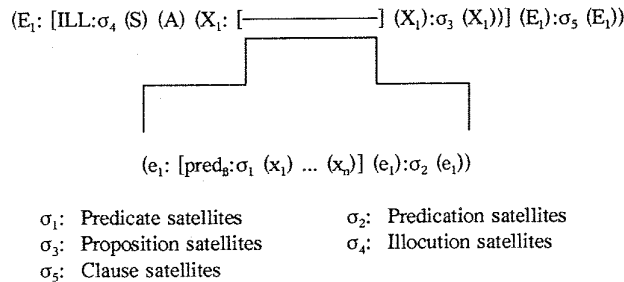 (E₁: [ILL:σ₄ (S) (A) (X₁: [————————] (X₁):σ₃ (X₁))] (E₁):σ₅ (E₁))
(e₁: [predᵦ:σ₁ (x₁) ... (xₙ)] (e₁):σ₂ (e₁))
σ₁: Predicate satellites σ₂: Predication satellites
σ₃: Proposition satellites σ₄: Illocution satellites
σ₅: Clause satellites